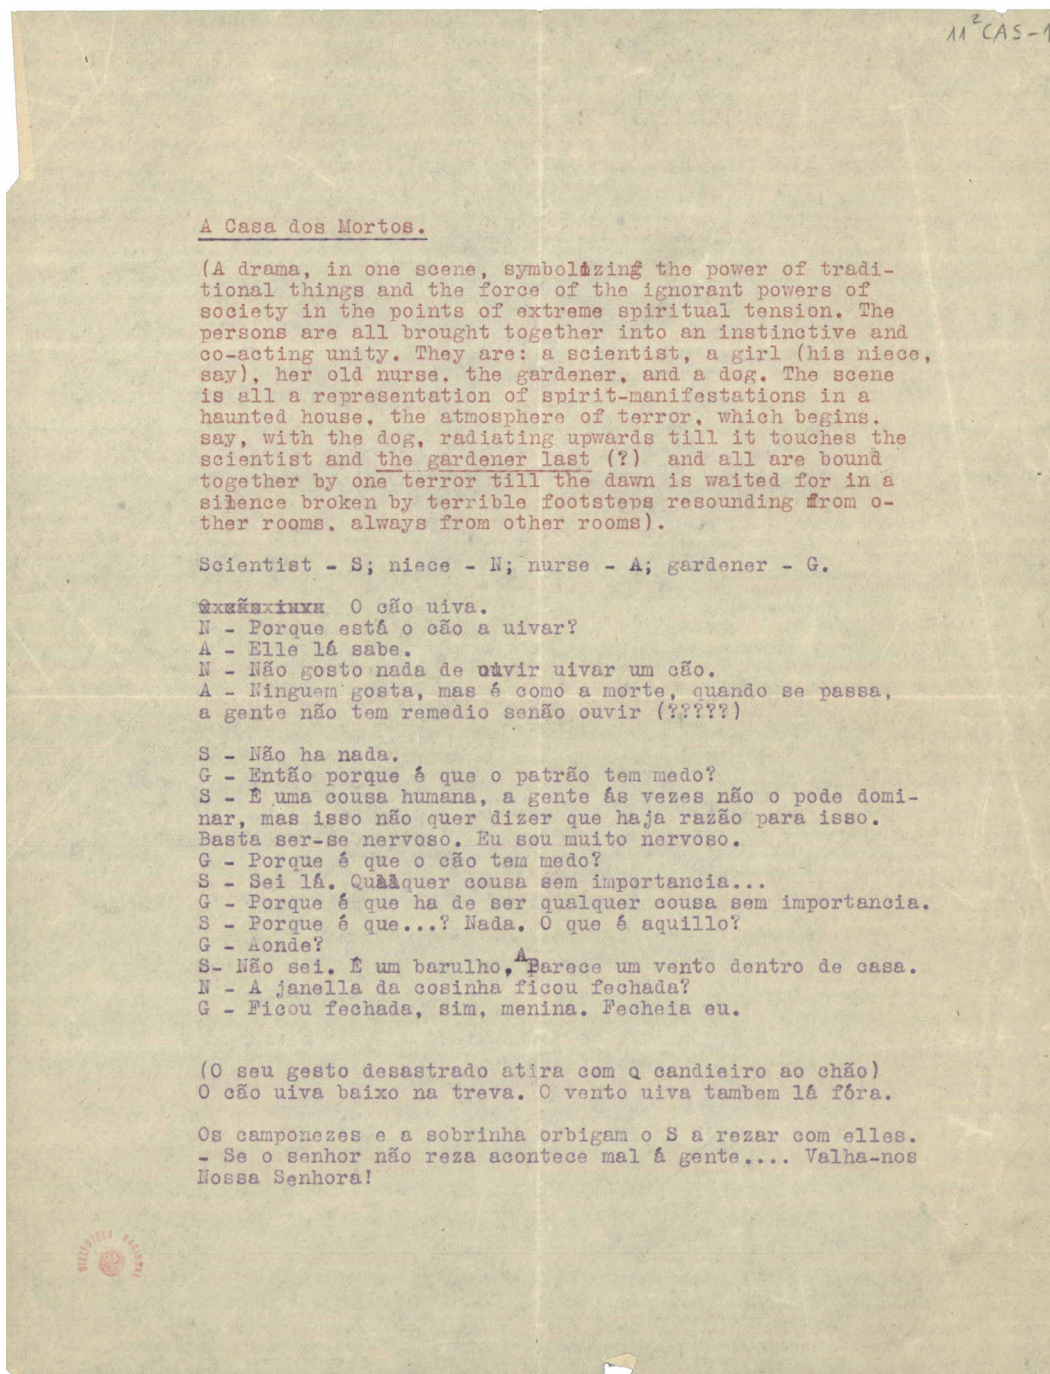 11²CAS-1
A Casa dos Mortos.
(A drama, in one scene, symbolizing the power of tradi-
tional things and the force of the ignorant powers of
society in the points of extreme spiritual tension. The
persons are all brought together into an instinctive and
co-acting unity. They are: a scientist, a girl (his niece,
say), her old nurse. the gardener. and a dog. The scene
is all a representation of spirit-manifestations in a
haunted house. the atmosphere of terror, which begins.
say, with the dog, radiating upwards till it touches the
scientist and the gardener last (?) and all are bound
together by one terror till the dawn is waited for in a
silence broken by terrible footsteps resounding from o-
ther rooms. always from other rooms).
Scientist - S; niece - N; nurse - A; gardener - G.
O cão uiva.
N - Porque está o cão a uivar?
A - Elle lá sabe.
N - Não gosto nada de ouvir uivar um cão.
A - Ninguem gosta, mas é como a morte, quando se passa,
a gente não tem remedio senão ouvir (?????)
S - Não ha nada.
G - Então porque é que o patrão tem medo?
S - É uma cousa humana, a gente ás vezes não o pode domi-
nar, mas isso não quer dizer que haja razão para isso.
Basta ser-se nervoso. Eu sou muito nervoso.
G - Porque é que o cão tem medo?
S - Sei lá. Qualquer cousa sem importancia...
G - Porque é que ha de ser qualquer cousa sem importancia.
S - Porque é que...? Nada. O que é aquillo?
G - Aonde?
S- Não sei. É um barulho, Parece um vento dentro de casa.
N - A janella da cosinha ficou fechada?
G - Ficou fechada, sim, menina. Fecheia eu.
(O seu gesto desastrado atira com o candieiro ao chão)
O cão uiva baixo na treva. O vento uiva tambem lá fóra.
Os camponezes e a sobrinha orbigam o S a rezar com elles.
- Se o senhor não reza acontece mal á gente.... Valha-nos
Nossa Senhora!
BIBLIOTECA NACIONAL